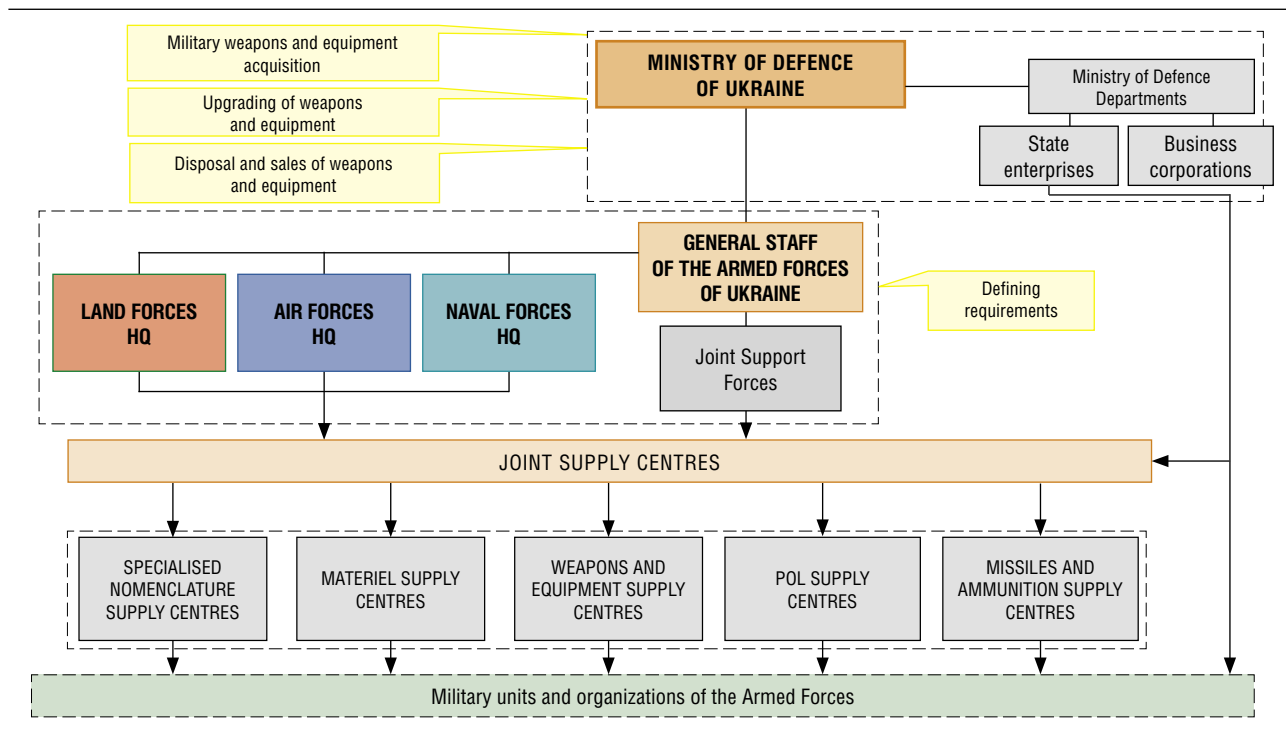 Military weapons and equipment
acquisition
MINISTRY OF DEFENCE
OF UKRAINE
Ministry of Defence
Departments
Upgrading of weapons
and equipment
State
enterprises
Business
corporations
Disposal and sales of weapons
and equipment
GENERAL STAFF
OF THE ARMED FORCES
OF UKRAINE
LAND FORCES
HQ
AIR FORCES
HQ
NAVAL FORCES
HQ
Defining
requirements
Joint Support
Forces
JOINT SUPPLY CENTRES
SPECIALISED
NOMENCLATURE
SUPPLY CENTRES
MATERIEL SUPPLY
CENTRES
WEAPONS AND
EQUIPMENT SUPPLY
CENTRES
POL SUPPLY
CENTRES
MISSILES AND
AMMUNITION SUPPLY
CENTRES
Military units and organizations of the Armed Forces